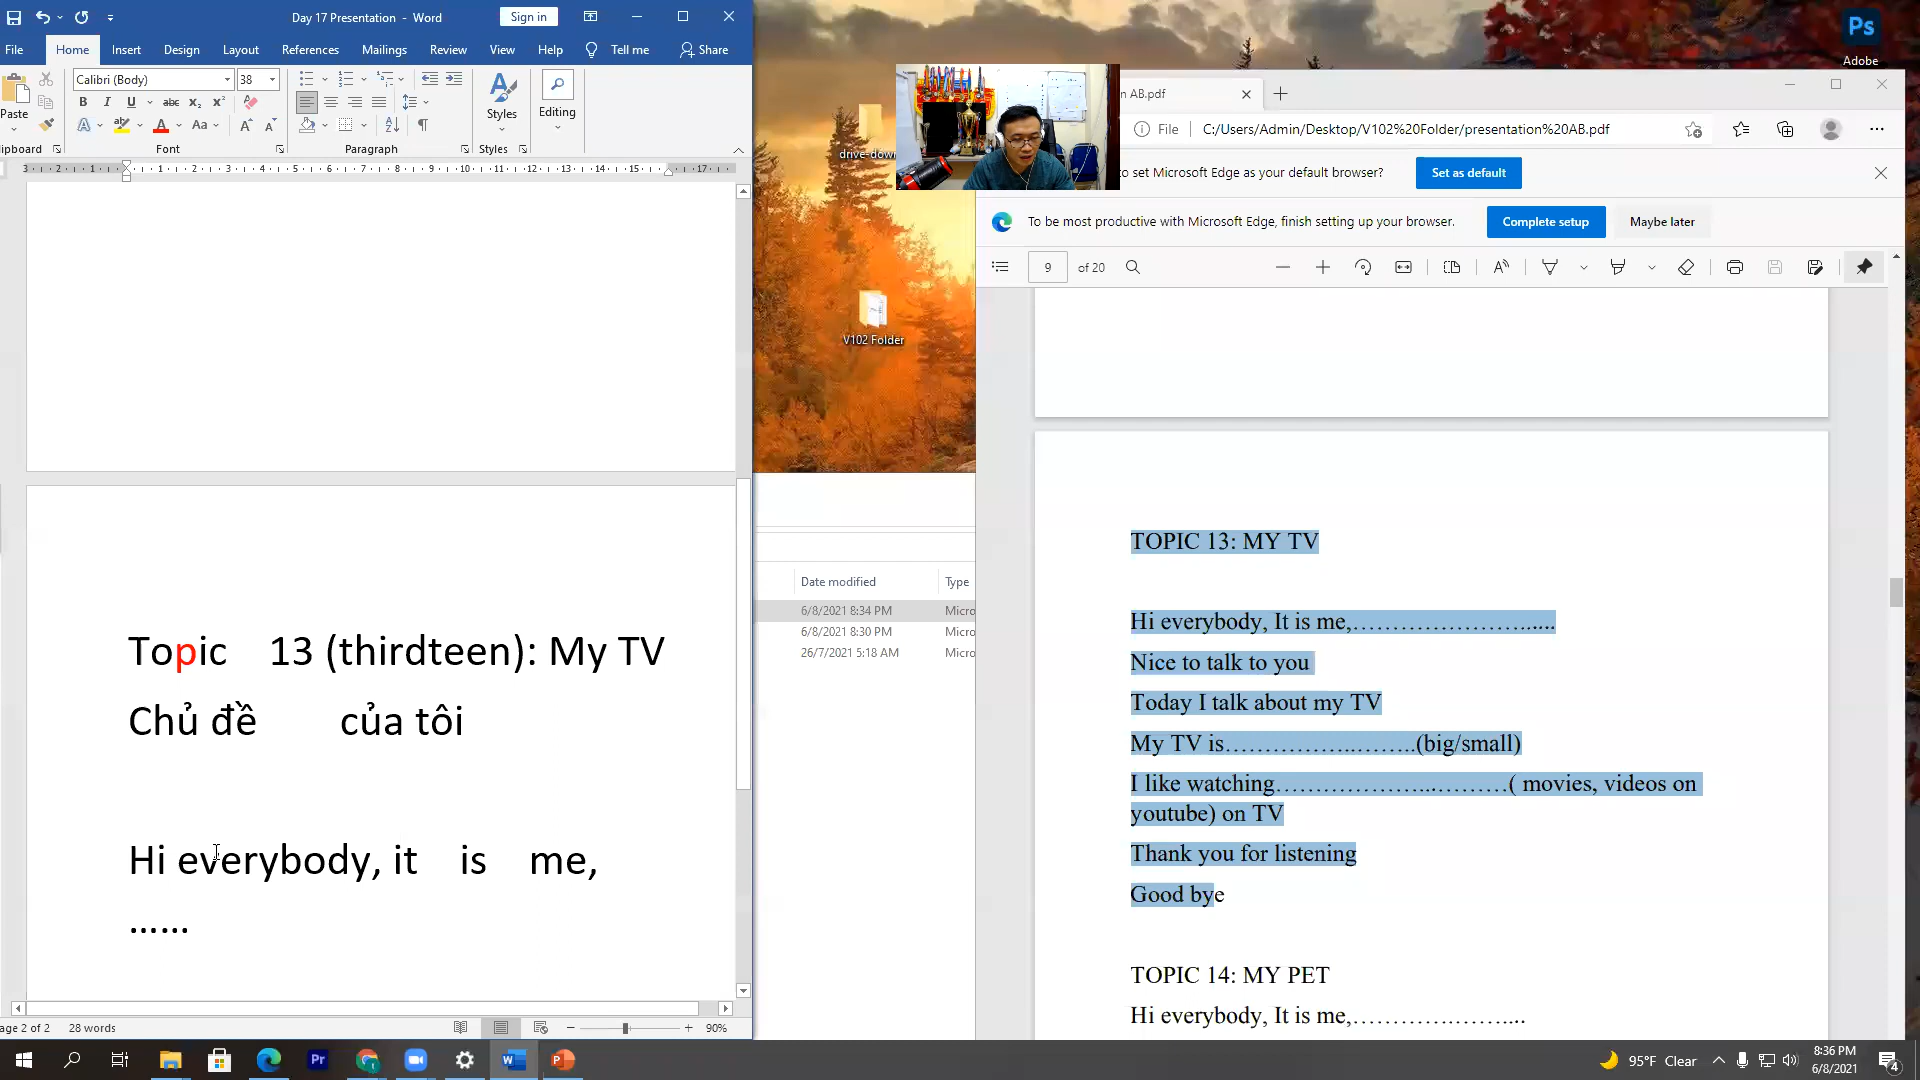 Day 17 Presentation - Word
Sign in
File Home Insert Design Layout References Mailings Review View Help Tell me Share
Calibri (Body) 38
Paste
Styles
Editing
Font
Paragraph
Styles
Topic 13 (thirdteen): My TV
Chủ đề của tôi
Hi everybody, it is me,
......
28 words
90%
Date modified Type
6/8/2021 8:34 PM
6/8/2021 8:30 PM
26/7/2021 5:18 AM
V102 Folder
Ps
Adobe
AB.pdf
File C:/Users/Admin/Desktop/V102%20Folder/presentation%20AB.pdf
to set Microsoft Edge as your default browser? Set as default
To be most productive with Microsoft Edge, finish setting up your browser. Complete setup Maybe later
9 of 20
TOPIC 13: MY TV
Hi everybody, It is me,…………………….....
Nice to talk to you
Today I talk about my TV
My TV is……………..……..(big/small)
I like watching………………...………( movies, videos on
youtube) on TV
Thank you for listening
Good bye
TOPIC 14: MY PET
Hi everybody, It is me,………….……....
95°F Clear
8:36 PM
6/8/2021
4